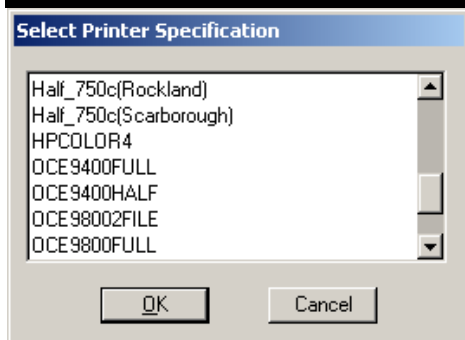 Select Printer Specification
Half_750c(Rockland)
Half_750c(Scarborough)
HPCOLOR4
OCE9400FULL
OCE9400HALF
OCE98002FILE
OCE9800FULL
OK
Cancel